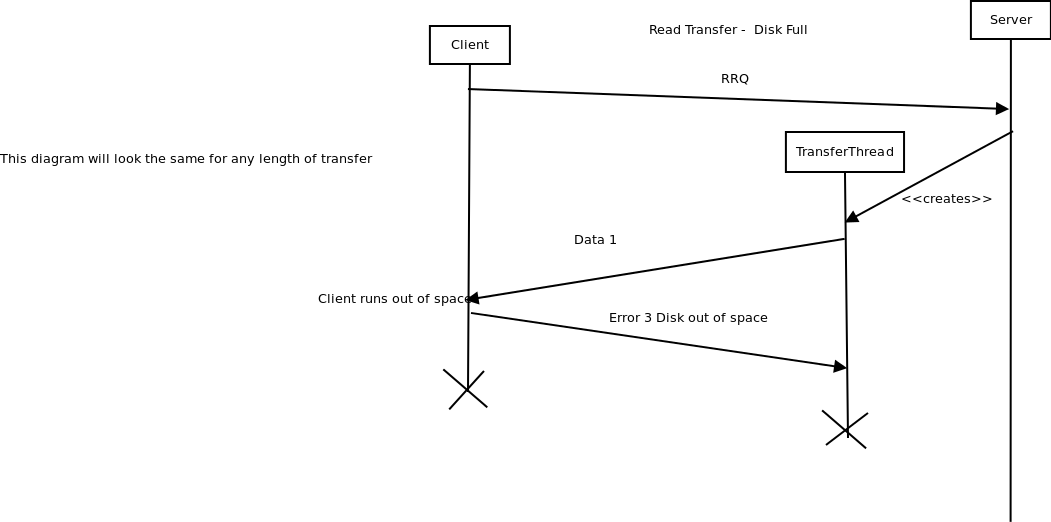 Server
Read Transfer -  Disk Full
Client
RRQ
TransferThread
This diagram will look the same for any length of transfer
<<creates>>
Data 1
Client runs out of space
Error 3 Disk out of space